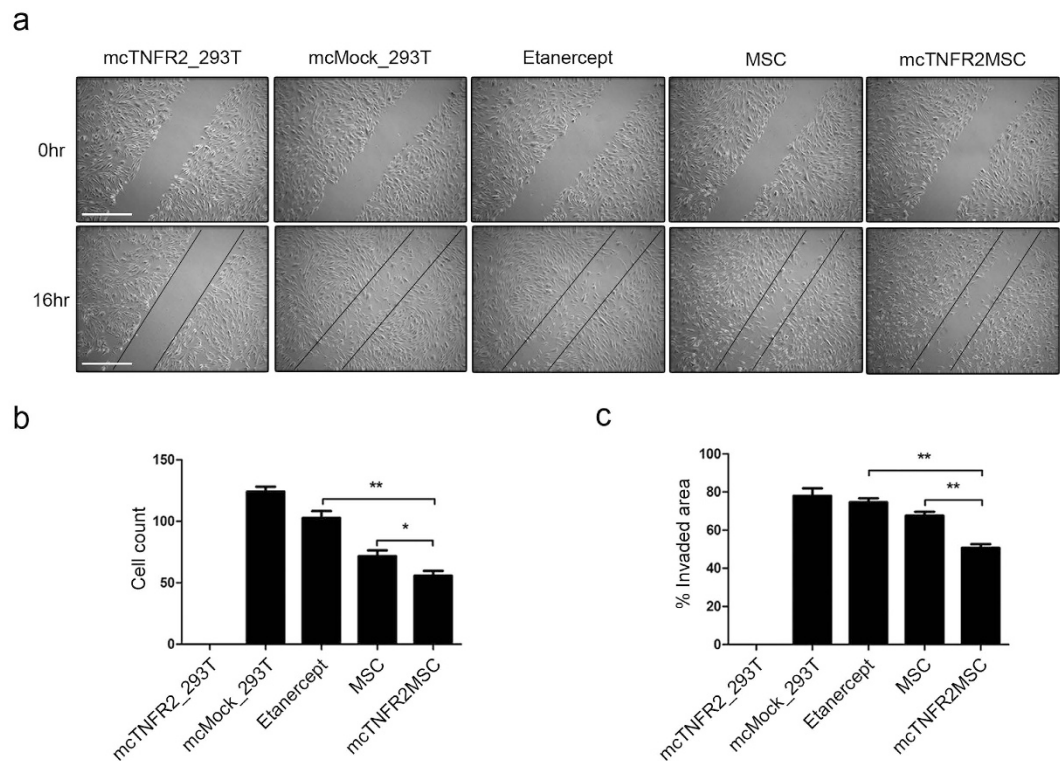 a
mcTNFR2_293T mcMock_293T Etanercept MSC mcTNFR2MSC
0hr
16hr
b
150
100
50
0
Cell count
**
*
mcTNFR2_293T
mcMock_293T
Etanercept
MSC
mcTNFR2MSC
c
100
80
60
40
20
0
% Invaded area
**
**
mcTNFR2_293T
mcMock_293T
Etanercept
MSC
mcTNFR2MSC